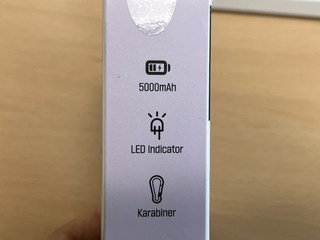 5000mAh
LED Indicator
Karabiner